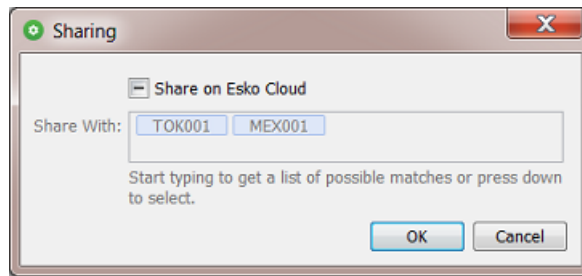 Sharing
Share on Esko Cloud
Share With: TOK001 MEX001
Start typing to get a list of possible matches or press down
to select.
OK Cancel